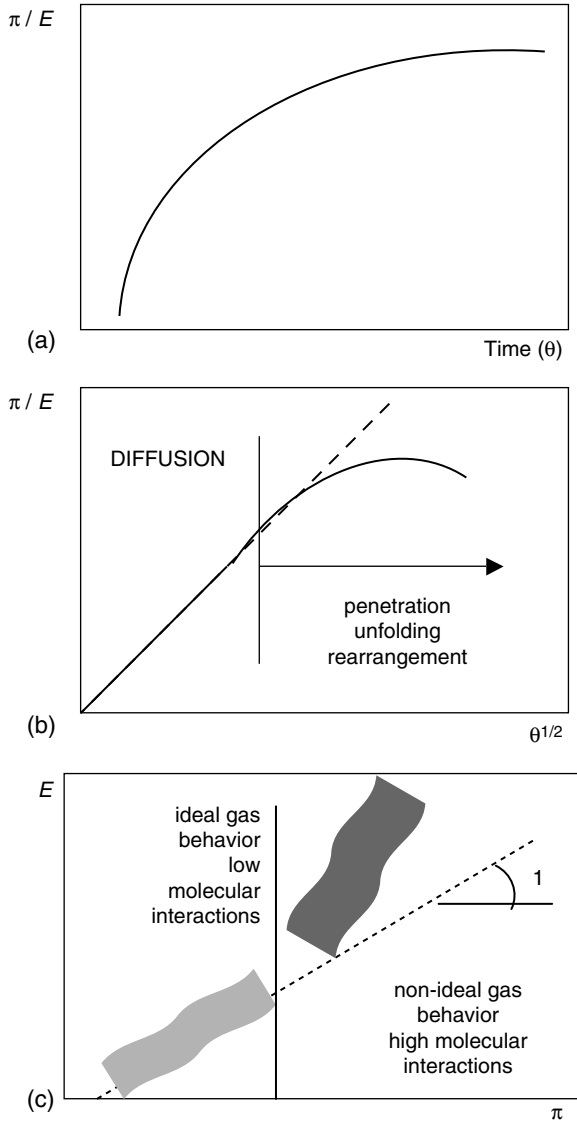 π / E
(a)
Time (θ)
π / E
DIFFUSION
penetration
unfolding
rearrangement
(b)
θ1/2
E
ideal gas
behavior
low
molecular
interactions
1
non-ideal gas
behavior
high molecular
interactions
(c)
π